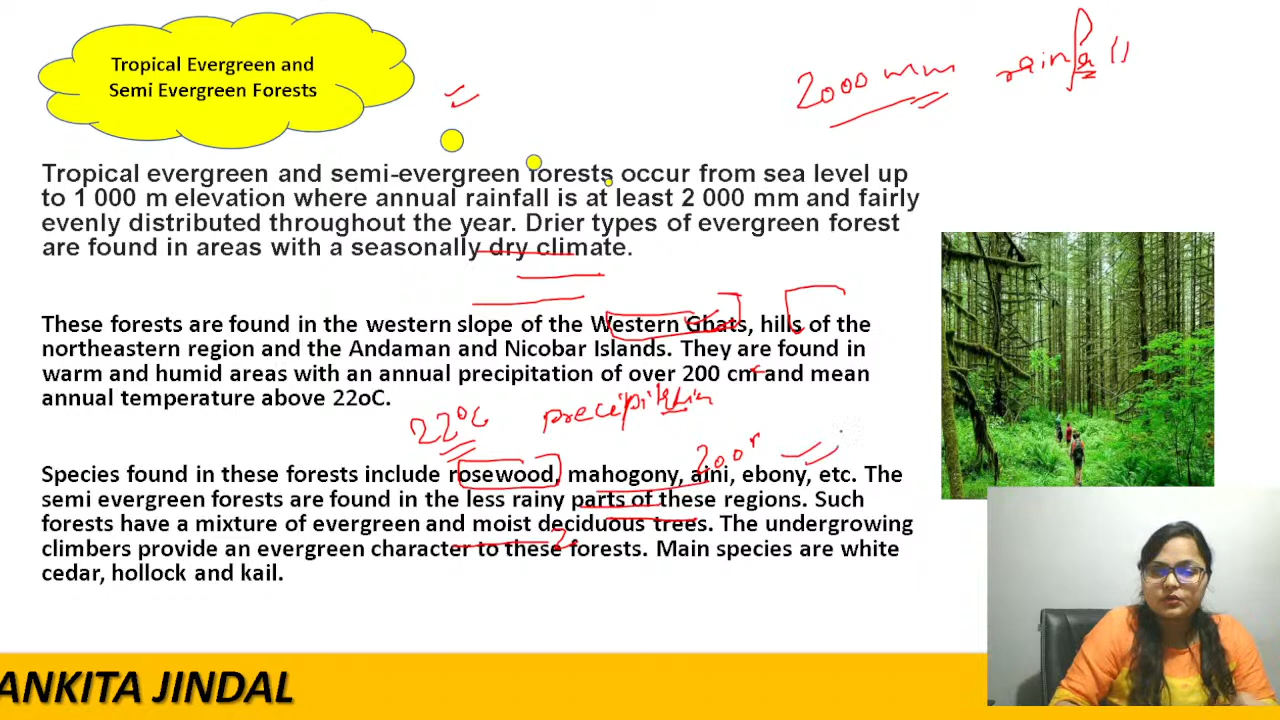 Tropical Evergreen and
Semi Evergreen Forests
2000 mm rainfall
Tropical evergreen and semi-evergreen forests occur from sea level up
to 1 000 m elevation where annual rainfall is at least 2 000 mm and fairly
evenly distributed throughout the year. Drier types of evergreen forest
are found in areas with a seasonally dry climate.
These forests are found in the western slope of the Western Ghats, hills of the
northeastern region and the Andaman and Nicobar Islands. They are found in
warm and humid areas with an annual precipitation of over 200 cm and mean
annual temperature above 22oC.
22°C precipitation
Species found in these forests include rosewood, mahogony, aini, ebony, etc. The
semi evergreen forests are found in the less rainy parts of these regions. Such
forests have a mixture of evergreen and moist deciduous trees. The undergrowing
climbers provide an evergreen character to these forests. Main species are white
cedar, hollock and kail.
ANKITA JINDAL